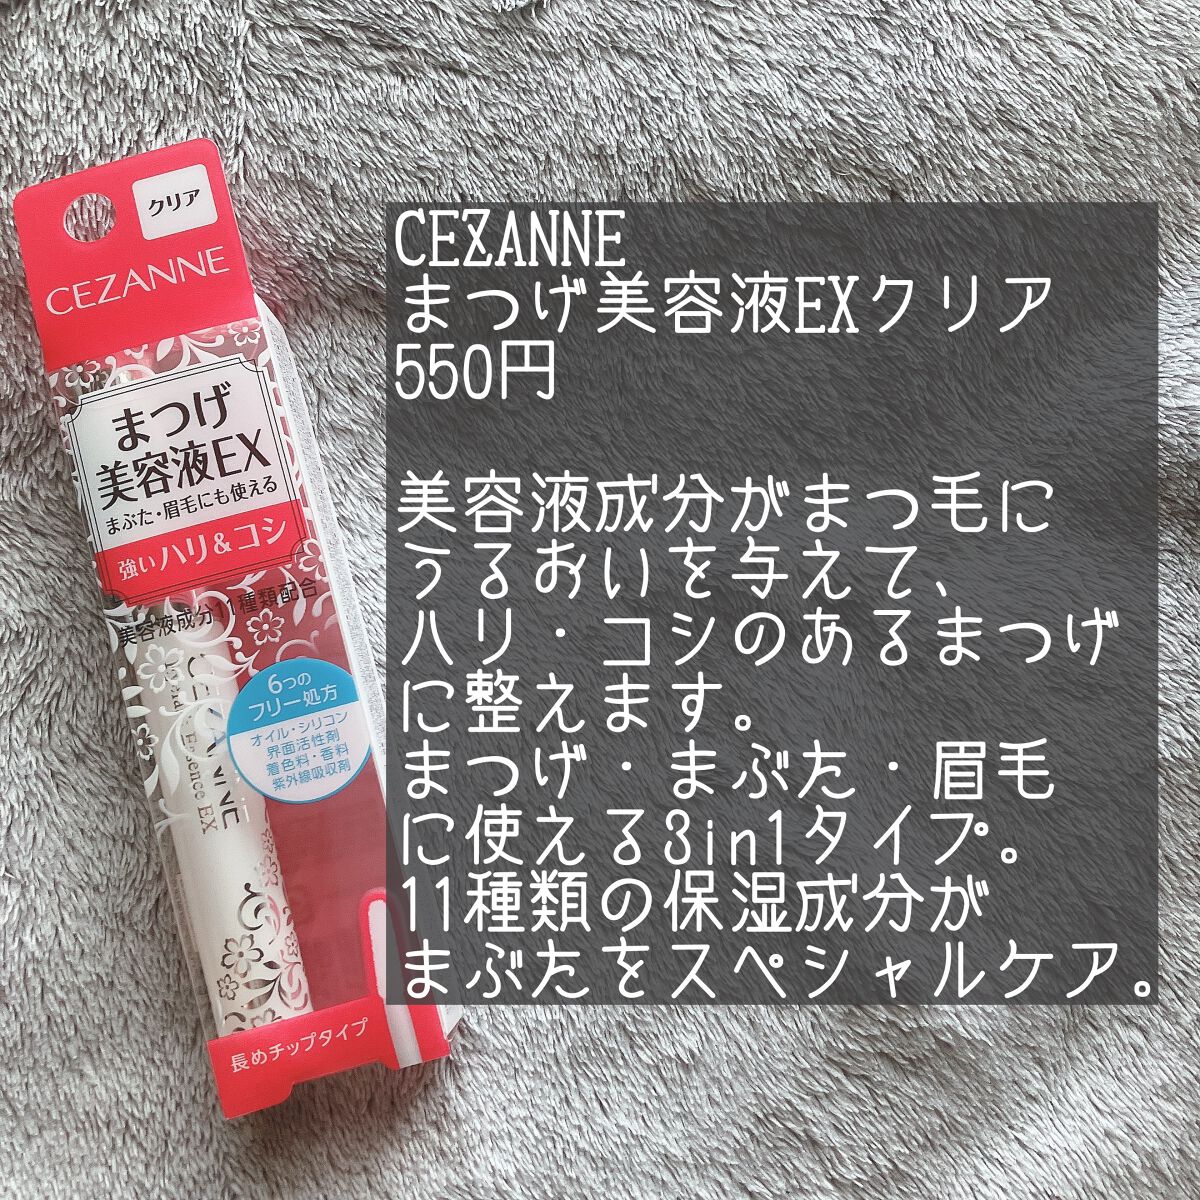 クリア
CEZANNE
まつげ
美容液EX
まぶた・眉毛にも使える
強いハリ&コシ
美容液成分11種類配合
6つの
フリー処方
オイル・シリコン
界面活性剤
着色料・香料
紫外線吸収剤
CEZANNE
Essence EX
長めチップタイプ
CEZANNE
まつげ美容液EXクリア
550円
美容液成分がまつ毛に
うるおいを与えて、
ハリ・コシのあるまつげ
に整えます。
まつげ・まぶた・眉毛
に使える3in1タイプ。
11種類の保湿成分が
まぶたをスペシャルケア。